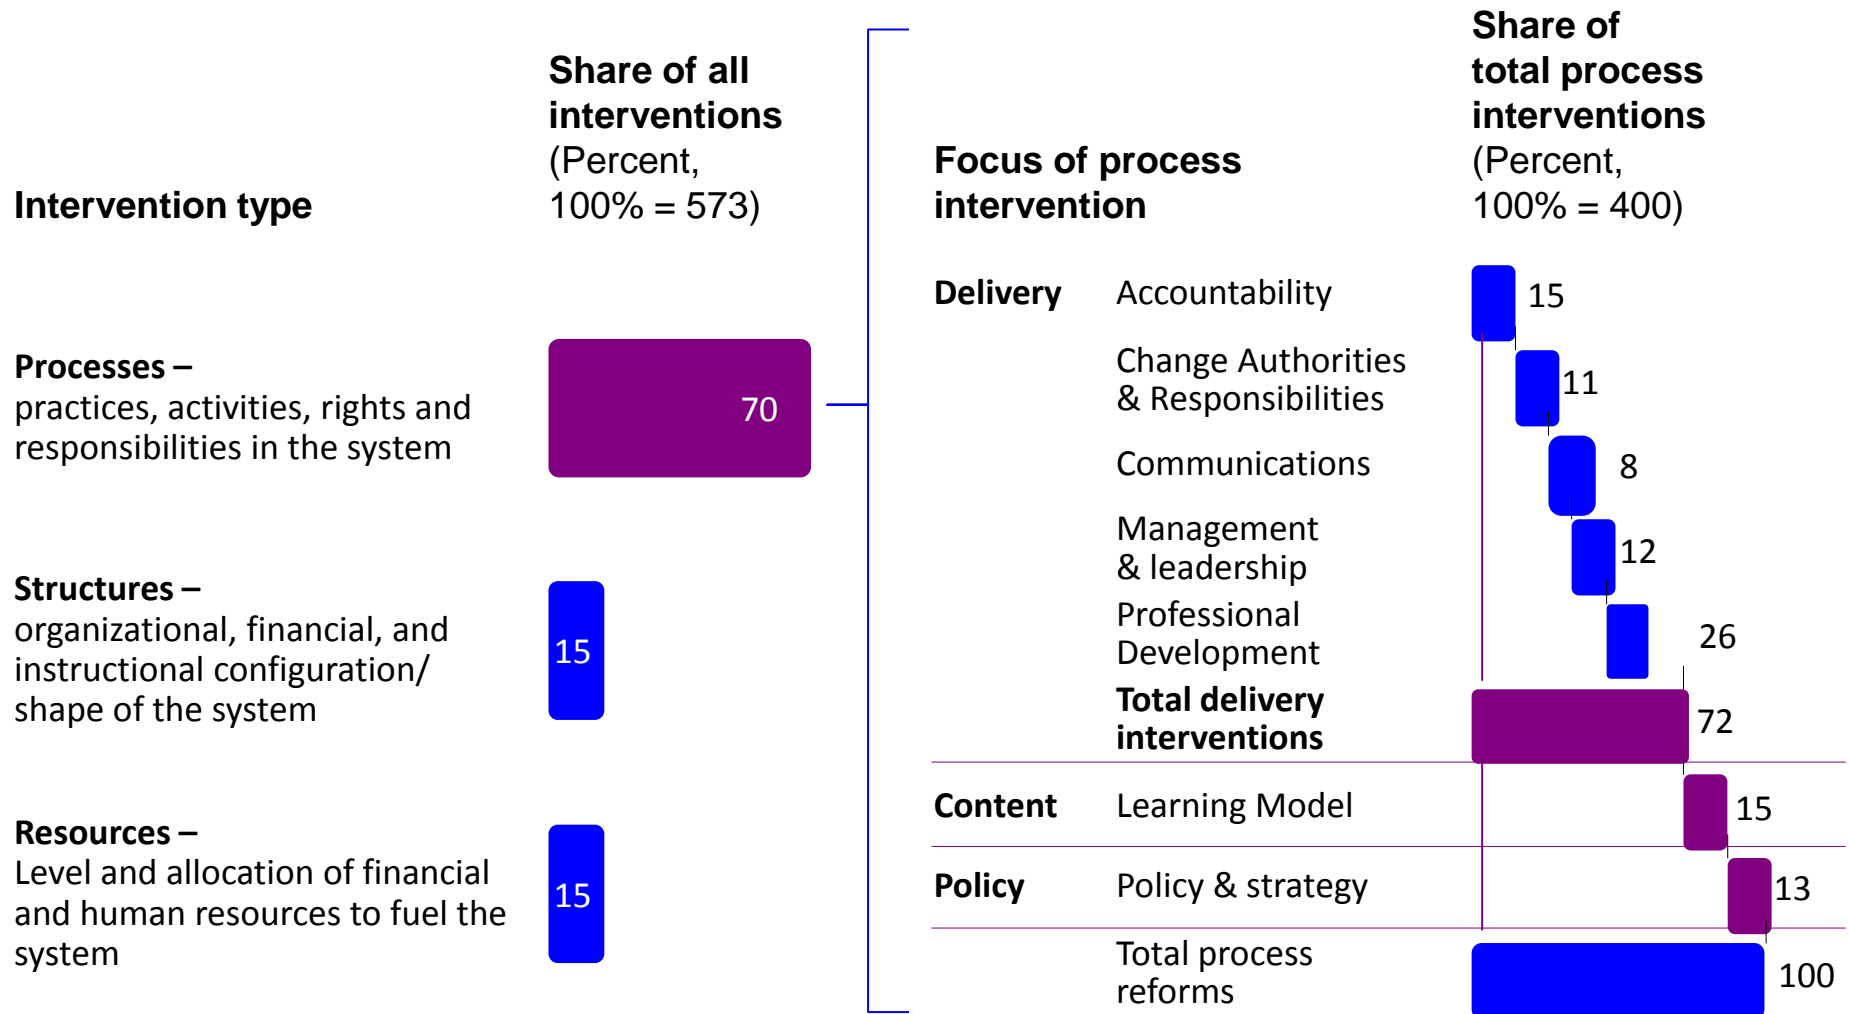 Intervention type
Share of all
interventions
(Percent,
100% = 573)
Processes –
practices, activities, rights and
responsibilities in the system
70
Structures –
organizational, financial, and
instructional configuration/
shape of the system
15
Resources –
Level and allocation of financial
and human resources to fuel the
system
15
Focus of process
intervention
Share of
total process
interventions
(Percent,
100% = 400)
Delivery
Accountability
15
Change Authorities
& Responsibilities
11
Communications
8
Management
& leadership
12
Professional
Development
26
Total delivery
interventions
72
Content
Learning Model
15
Policy
Policy & strategy
13
Total process
reforms
100